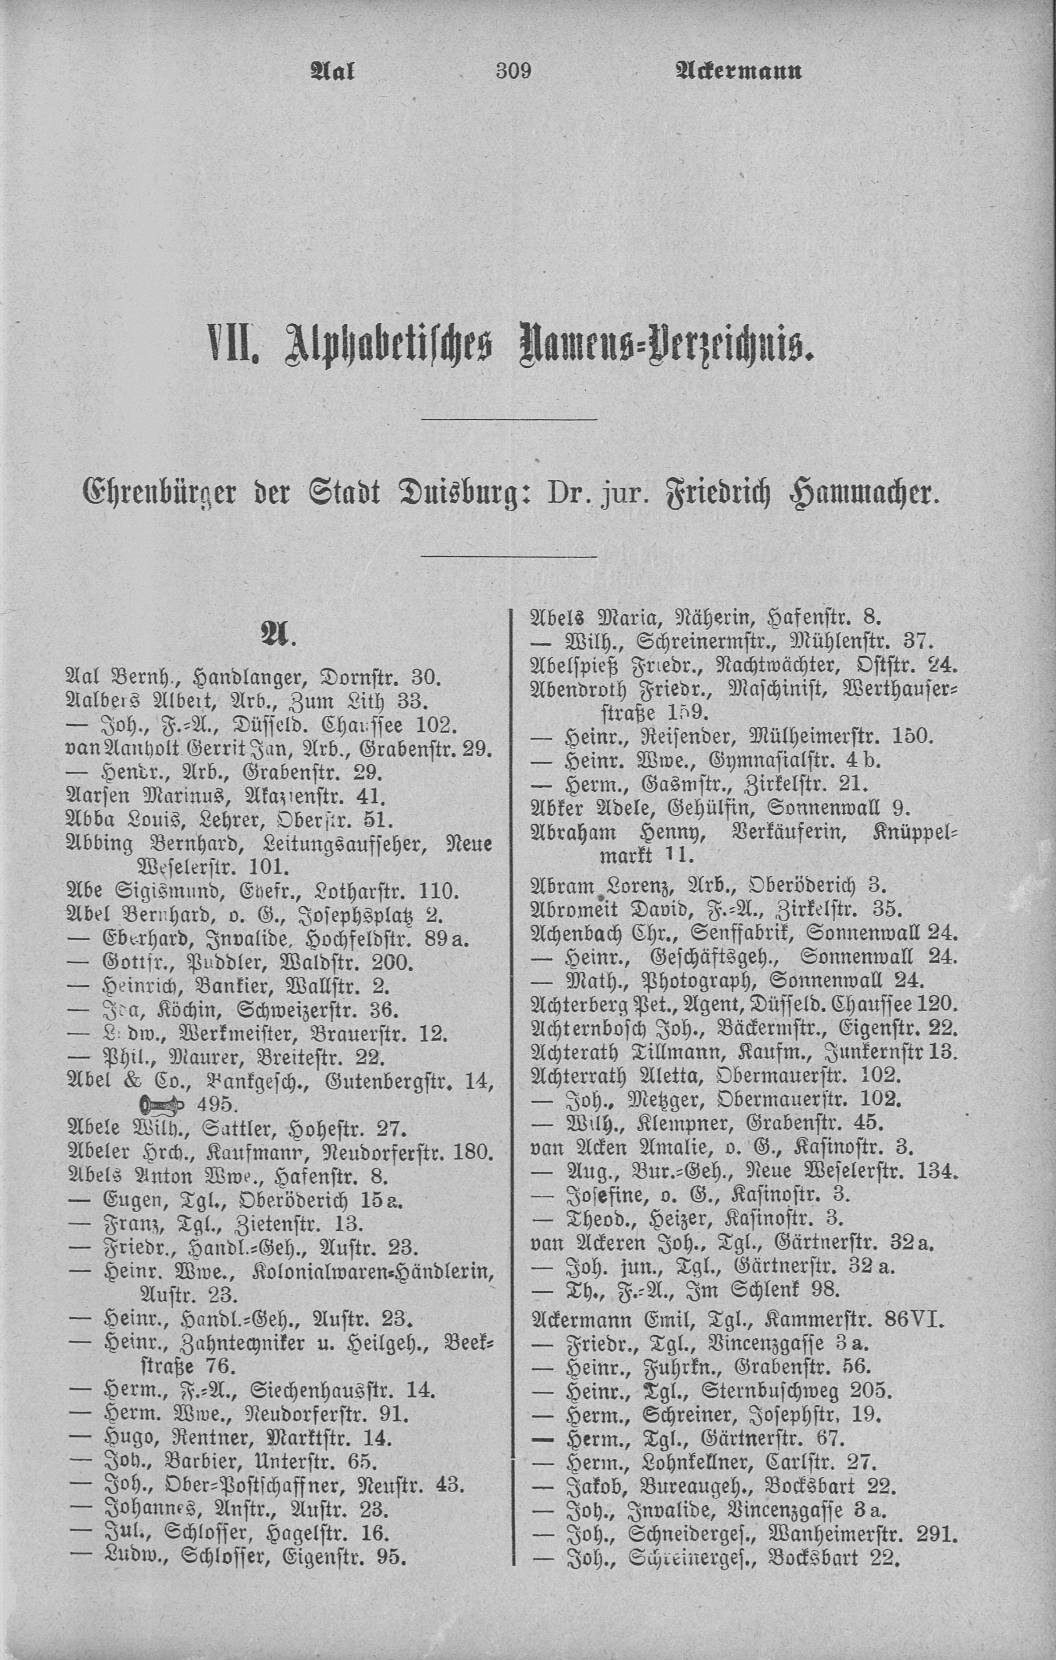 Aal 309 Ackermann
VII. Alphabetisches Namens-Verzeichnis.
Ehrenbürger der Stadt Duisburg: Dr. jur. Friedrich Hammacher.
A.
Aal Bernh., Handlanger, Dornstr. 30.
Aalbers Albert, Arb., Zum Lith 33.
— Joh., F.-A., Düsseld. Chaussee 102.
van Aanholt Gerrit Jan, Arb., Grabenstr. 29.
— Hendr., Arb., Grabenstr. 29.
Aarsen Marinus, Akazienstr. 41.
Abba Louis, Lehrer, Oberstr. 51.
Abbing Bernhard, Leitungsaufseher, Neue
Weselerstr. 101.
Abe Sigismund, Ehefr., Lotharstr. 110.
Abel Bernhard, o. G., Josephsplatz 2.
— Eberhard, Invalide, Hochfeldstr. 89a.
— Gottfr., Puddler, Waldstr. 200.
— Heinrich, Bankier, Wallstr. 2.
— Ida, Köchin, Schweizerstr. 36.
— Ludw., Werkmeister, Brauerstr. 12.
— Phil., Maurer, Breitestr. 22.
Abel & Co., Bankgesch., Gutenbergstr. 14,
495.
Abele Wilh., Sattler, Hohestr. 27.
Abeler Hrch., Kaufmann, Neudorferstr. 180.
Abels Anton Wwe., Hafenstr. 8.
— Eugen, Tgl., Oberöderich 15a.
— Franz, Tgl., Zietenstr. 13.
— Friedr., Handl.-Geh., Austr. 23.
— Heinr. Wwe., Kolonialwaren-Händlerin,
Austr. 23.
— Heinr., Handl.-Geh., Austr. 23.
— Heinr., Zahntechniker u. Heilgeh., Beek-
straße 76.
— Herm., F.-A., Siechenhausstr. 14.
— Herm. Wwe., Neudorferstr. 91.
— Hugo, Rentner, Marktstr. 14.
— Joh., Barbier, Unterstr. 65.
— Joh., Ober-Postschaffner, Neustr. 43.
— Johannes, Anstr., Austr. 23.
— Jul., Schlosser, Hagelstr. 16.
— Ludw., Schlosser, Eigenstr. 95.
Abels Maria, Näherin, Hafenstr. 8.
— Wilh., Schreinermstr., Mühlenstr. 37.
Abelspieß Friedr., Nachtwächter, Oststr. 24.
Abendroth Friedr., Maschinist, Werthauser-
straße 159.
— Heinr., Reisender, Mülheimerstr. 150.
— Heinr. Wwe., Gymnasialstr. 4b.
— Herm., Gasmstr., Zirkelstr. 21.
Abker Adele, Gehülfin, Sonnenwall 9.
Abraham Henny, Verkäuferin, Knüppel-
markt 11.
Abram Lorenz, Arb., Oberöderich 3.
Abromeit David, F.-A., Zirkelstr. 35.
Achenbach Chr., Senffabrik, Sonnenwall 24.
— Heinr., Geschäftsgeh., Sonnenwall 24.
— Math., Photograph, Sonnenwall 24.
Achterberg Pet., Agent, Düsseld. Chaussee 120.
Achternbosch Joh., Bäckermstr., Eigenstr. 22.
Achterath Tillmann, Kaufm., Junkernstr 13.
Achterrath Aletta, Obermauerstr. 102.
— Joh., Metzger, Obermauerstr. 102.
— Wilh., Klempner, Grabenstr. 45.
van Acken Amalie, o. G., Kasinostr. 3.
— Aug., Bur.-Geh., Neue Weselerstr. 134.
— Josefine, o. G., Kasinostr. 3.
— Theod., Heizer, Kasinostr. 3.
van Ackeren Joh., Tgl., Gärtnerstr. 32a.
— Joh. jun., Tgl., Gärtnerstr. 32a.
— Th., F.-A., Im Schlenk 98.
Ackermann Emil, Tgl., Kammerstr. 86VI.
— Friedr., Tgl., Vincenzgasse 3a.
— Heinr., Fuhrkn., Grabenstr. 56.
— Heinr., Tgl., Sternbuschweg 205.
— Herm., Schreiner, Josephstr. 19.
— Herm., Tgl., Gärtnerstr. 67.
— Herm., Lohnkellner, Carlstr. 27.
— Jakob, Bureaugeh., Bocksbart 22.
— Joh., Invalide, Vincenzgasse 3a.
— Joh., Schneiderges., Wanheimerstr. 291.
— Joh., Schreinerges., Bocksbart 22.